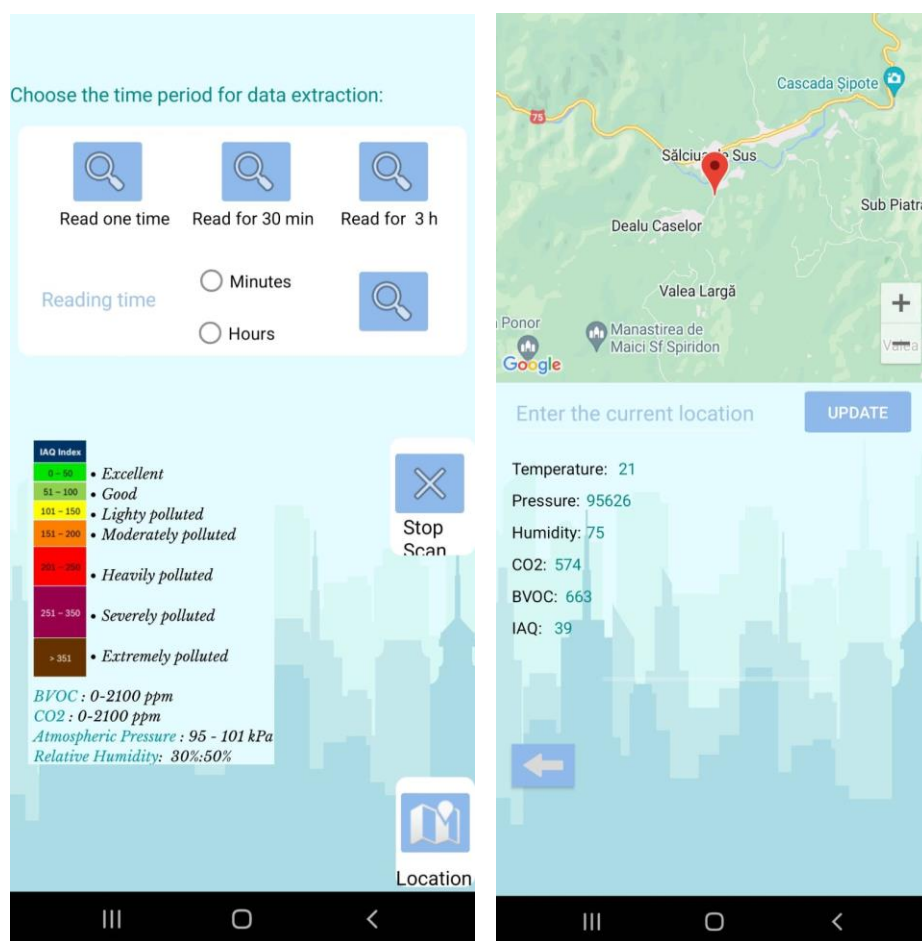 Choose the time period for data extraction:
Read one time
Read for 30 min
Read for 3 h
Reading time
Minutes
Hours
IAQ Index
0 – 50 • Excellent
51 – 100 • Good
101 – 150 • Lighty polluted
151 – 200 • Moderately polluted
201 – 250 • Heavily polluted
251 – 350 • Severely polluted
> 351 • Extremely polluted
BVOC : 0-2100 ppm
CO2 : 0-2100 ppm
Atmospheric Pressure : 95 - 101 kPa
Relative Humidity: 30%:50%
Stop
Scan
Location
Cascada Șipote
75
Sus
Sub
Dealu Caselor
Valea Largă
+
Ponor
Manastirea de
Maici Sf Spiridon
Valea
−
Google
Enter the current location
UPDATE
Temperature: 21
Pressure: 95626
Humidity: 75
CO2: 574
BVOC: 663
IAQ: 39